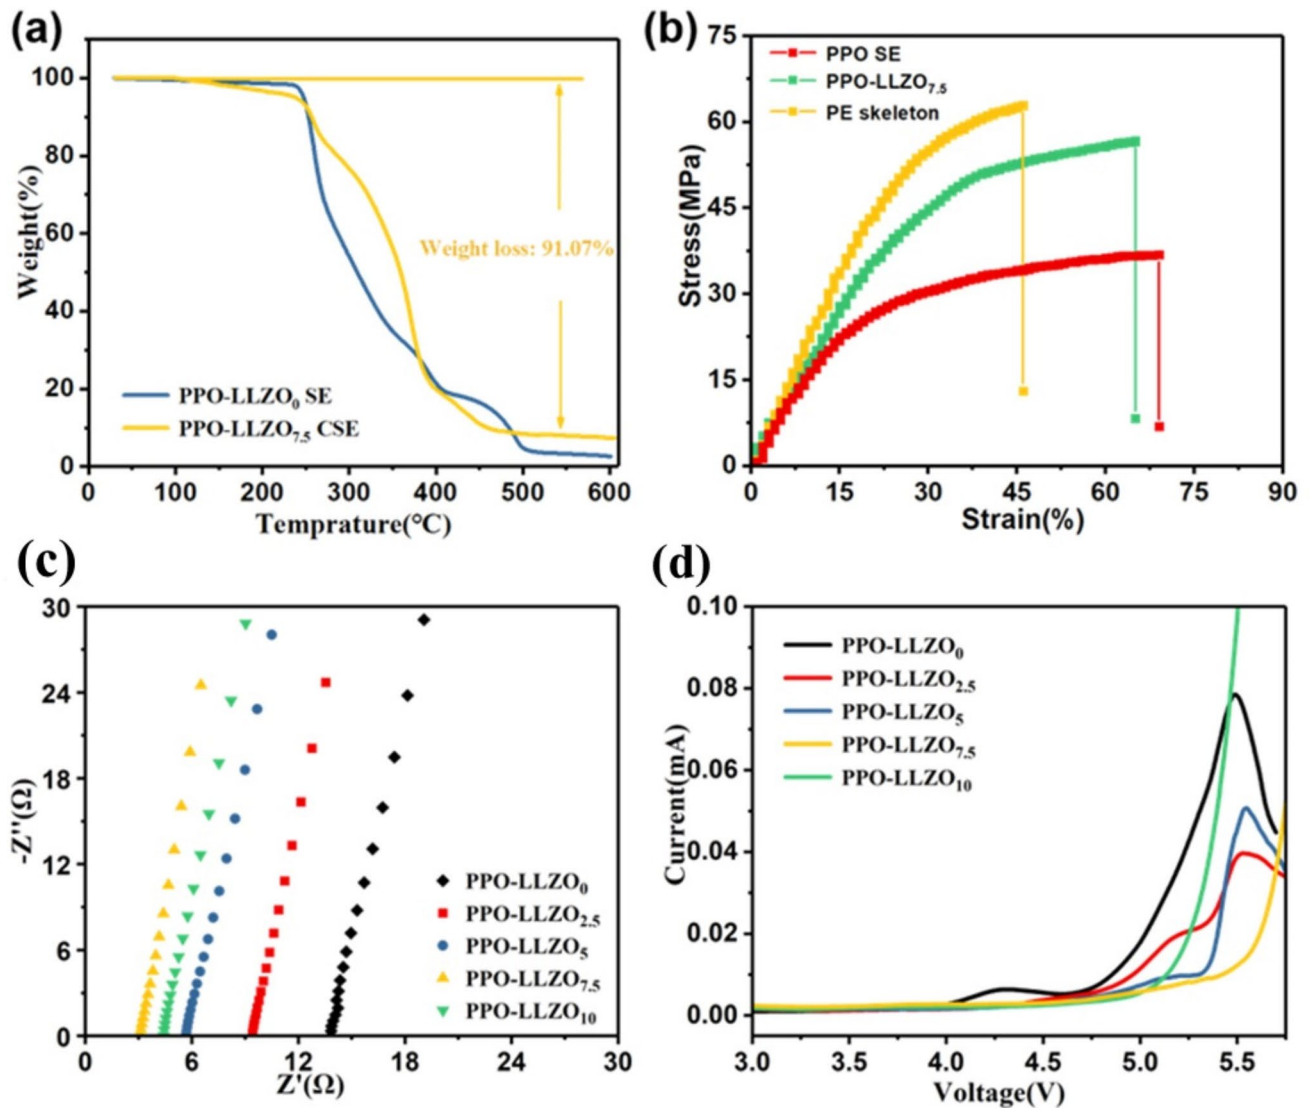 (a)
Weight(%)
100
80
60
40
20
0
Weight loss: 91.07%
PPO-LLZO₀ SE
PPO-LLZO₇.₅ CSE
0 100 200 300 400 500 600
Temprature(°C)
(b)
Stress(MPa)
75
60
45
30
15
0
PPO SE
PPO-LLZO₇.₅
PE skeleton
0 15 30 45 60 75 90
Strain(%)
(c)
-Z''(Ω)
30
24
18
12
6
0
PPO-LLZO₀
PPO-LLZO₂.₅
PPO-LLZO₅
PPO-LLZO₇.₅
PPO-LLZO₁₀
0 6 12 18 24 30
Z'(Ω)
(d)
Current(mA)
0.10
0.08
0.06
0.04
0.02
0.00
PPO-LLZO₀
PPO-LLZO₂.₅
PPO-LLZO₅
PPO-LLZO₇.₅
PPO-LLZO₁₀
3.0 3.5 4.0 4.5 5.0 5.5
Voltage(V)